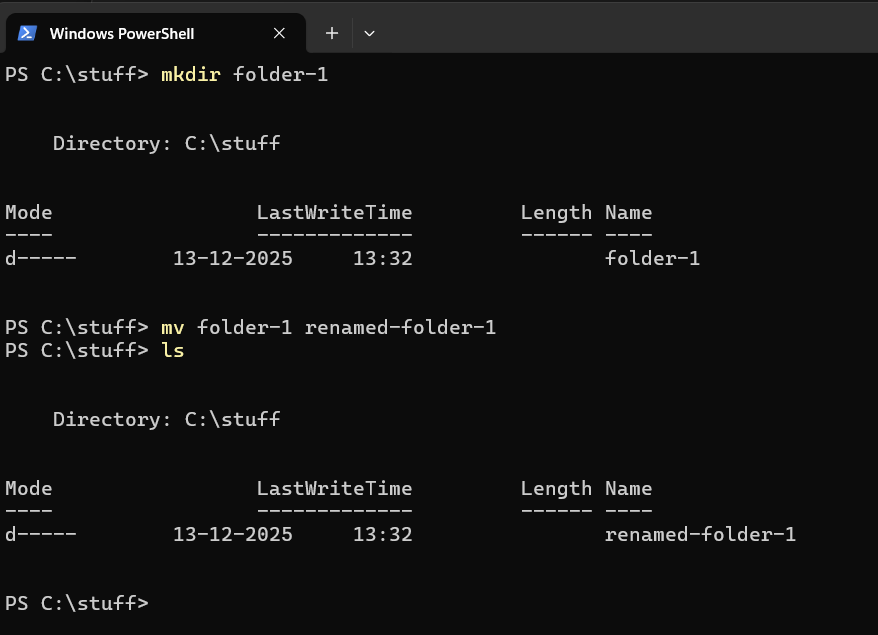 Windows PowerShell
PS C:\stuff> mkdir folder-1
Directory: C:\stuff
Mode                 LastWriteTime         Length Name
----                 -------------         ------ ----
d-----        13-12-2025     13:32                folder-1
PS C:\stuff> mv folder-1 renamed-folder-1
PS C:\stuff> ls
Directory: C:\stuff
Mode                 LastWriteTime         Length Name
----                 -------------         ------ ----
d-----        13-12-2025     13:32                renamed-folder-1
PS C:\stuff>